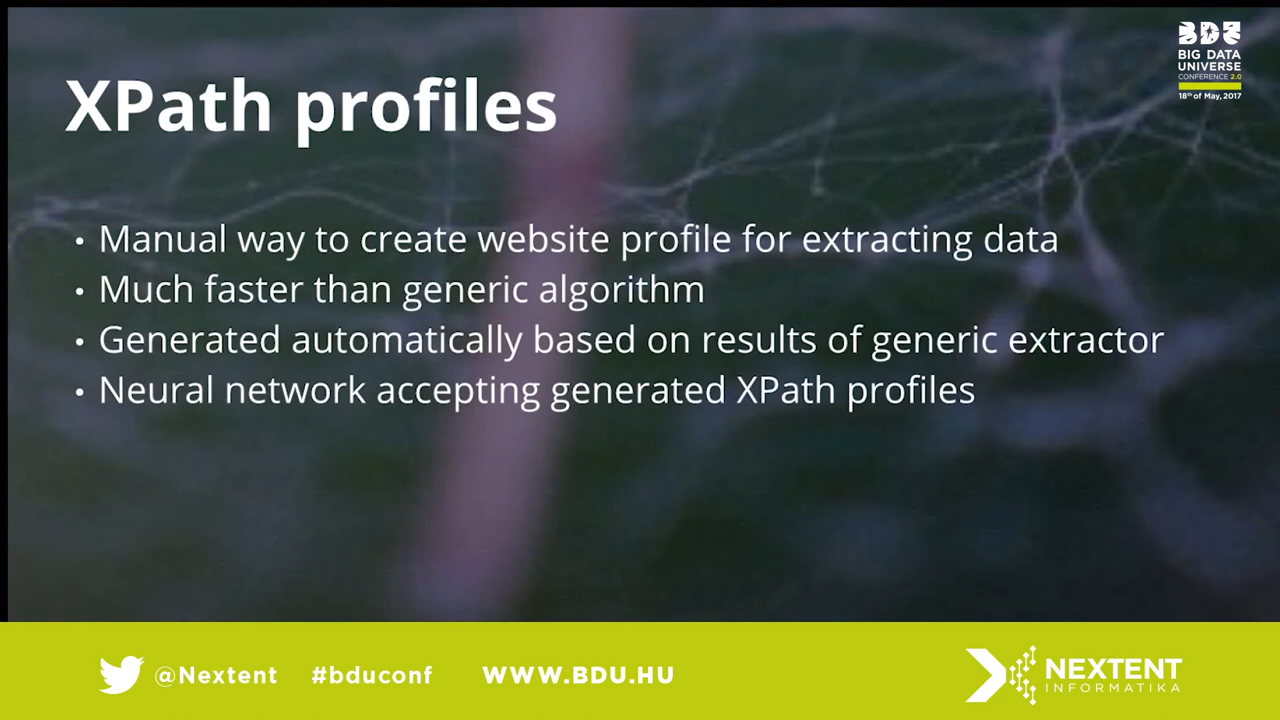 XPath profiles
BDU
BIG DATA
UNIVERSE
CONFERENCE 2.0
18th of May, 2017
• Manual way to create website profile for extracting data
• Much faster than generic algorithm
• Generated automatically based on results of generic extractor
• Neural network accepting generated XPath profiles
@Nextent #bduconf WWW.BDU.HU
NEXTENT
INFORMATIKA